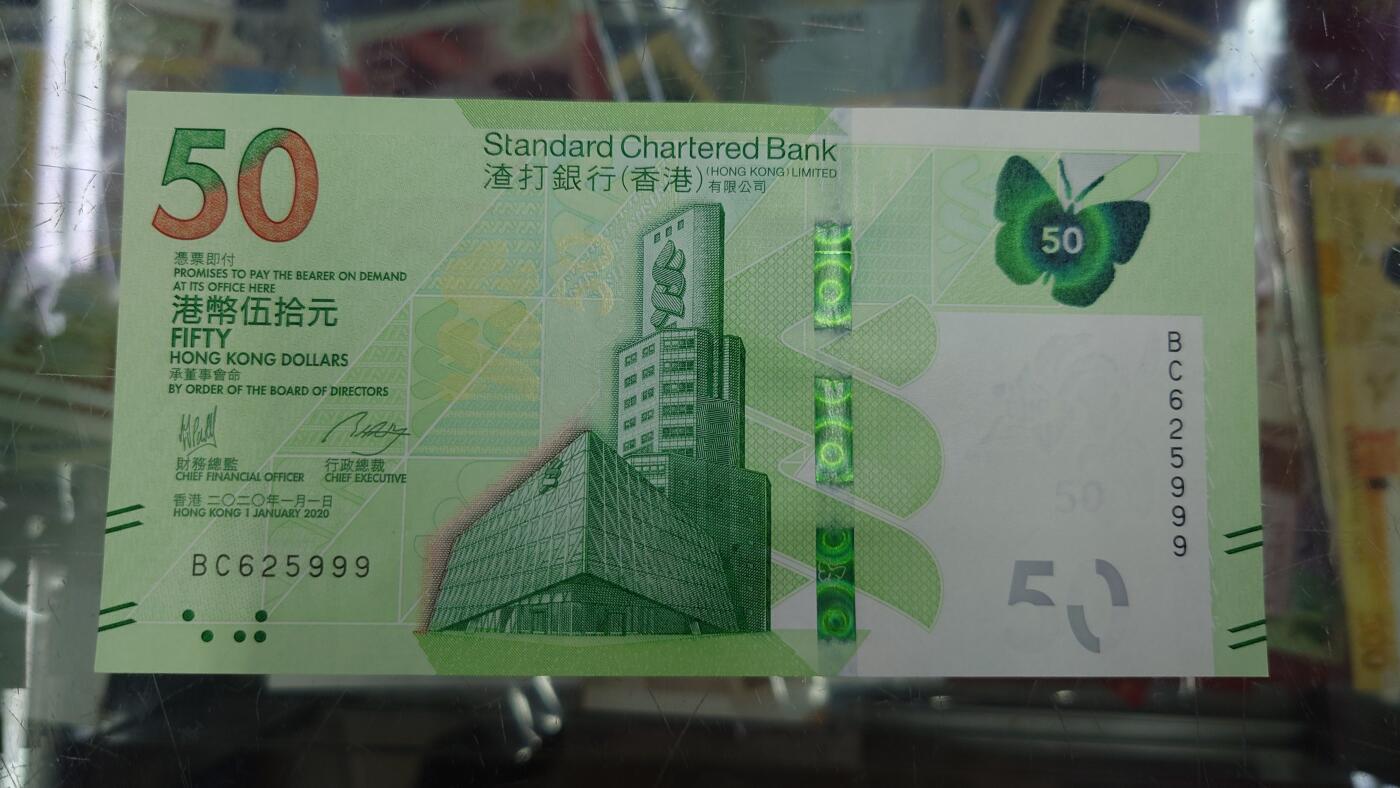 50
Standard Chartered Bank
渣打銀行(香港) (HONG KONG) LIMITED
有限公司
憑票即付
PROMISES TO PAY THE BEARER ON DEMAND
AT ITS OFFICE HERE
港幣伍拾元
FIFTY
HONG KONG DOLLARS
承董事會命
BY ORDER OF THE BOARD OF DIRECTORS
財務總監
CHIEF FINANCIAL OFFICER
行政總裁
CHIEF EXECUTIVE
香港 二〇二〇年一月一日
HONG KONG 1 JANUARY 2020
BC625999
50
BC625999
50
50